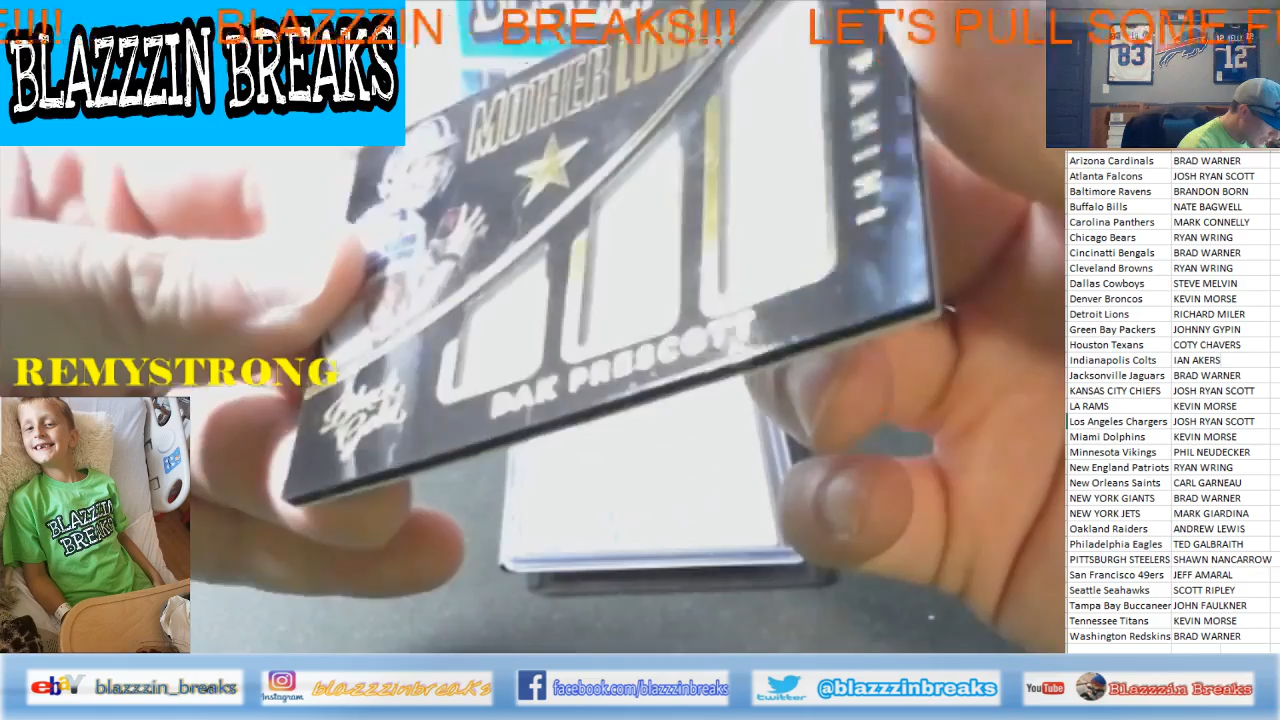 E!!!!   BLAZZZIN   BREAKS!!!   LET'S PULL SOME F
BLAZZZIN BREAKS
83
12
MOTHER
PANINI
DAK PRESCOTT
REMYSTRONG
BLAZZZIN
BREAKS
Arizona Cardinals BRAD WARNER
Atlanta Falcons JOSH RYAN SCOTT
Baltimore Ravens BRANDON BORN
Buffalo Bills NATE BAGWELL
Carolina Panthers MARK CONNELLY
Chicago Bears RYAN WRING
Cincinatti Bengals BRAD WARNER
Cleveland Browns RYAN WRING
Dallas Cowboys STEVE MELVIN
Denver Broncos KEVIN MORSE
Detroit Lions RICHARD MILER
Green Bay Packers JOHNNY GYPIN
Houston Texans COTY CHAVERS
Indianapolis Colts IAN AKERS
Jacksonville Jaguars BRAD WARNER
KANSAS CITY CHIEFS JOSH RYAN SCOTT
LA RAMS KEVIN MORSE
Los Angeles Chargers JOSH RYAN SCOTT
Miami Dolphins KEVIN MORSE
Minnesota Vikings PHIL NEUDECKER
New England Patriots RYAN WRING
New Orleans Saints CARL GARNEAU
NEW YORK GIANTS BRAD WARNER
NEW YORK JETS MARK GIARDINA
Oakland Raiders ANDREW LEWIS
Philadelphia Eagles TED GALBRAITH
PITTSBURGH STEELERS SHAWN NANCARROW
San Francisco 49ers JEFF AMARAL
Seattle Seahawks SCOTT RIPLEY
Tampa Bay Buccaneer JOHN FAULKNER
Tennessee Titans KEVIN MORSE
Washington Redskins BRAD WARNER
ebay blazzzin_breaks
Instagram blazzzinbreaks
facebook.com/blazzzinbreaks
twitter @blazzzinbreaks
YouTube Blazzzin Breaks